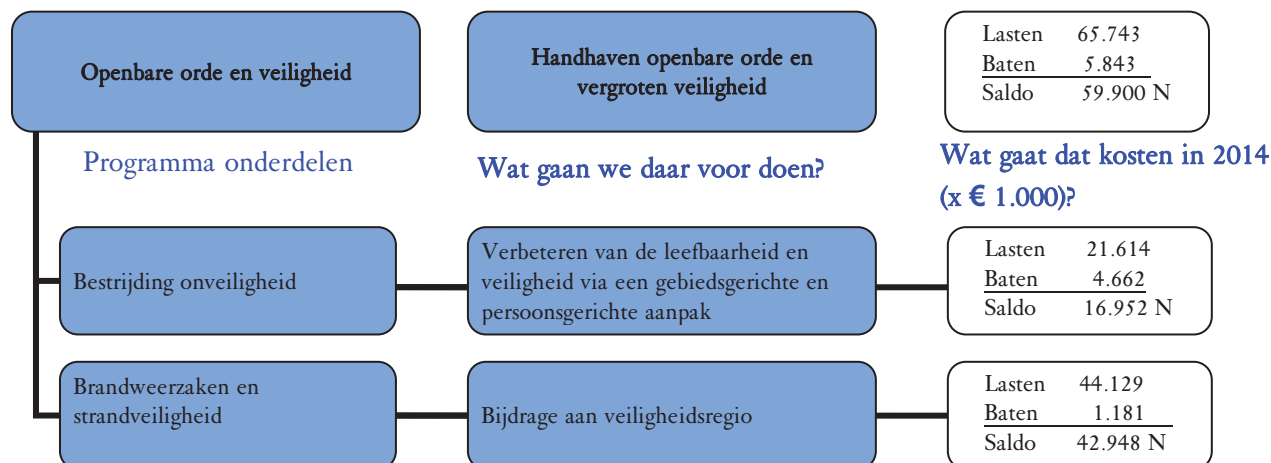 Openbare orde en veiligheid
Handhaven openbare orde en
vergroten veiligheid
Lasten 65.743
Baten 5.843
Saldo 59.900 N
Programma onderdelen
Wat gaan we daar voor doen?
Wat gaat dat kosten in 2014
(x € 1.000)?
Bestrijding onveiligheid
Verbeteren van de leefbaarheid en
veiligheid via een gebiedsgerichte en
persoonsgerichte aanpak
Lasten 21.614
Baten 4.662
Saldo 16.952 N
Brandweerzaken en
strandveiligheid
Bijdrage aan veiligheidsregio
Lasten 44.129
Baten 1.181
Saldo 42.948 N